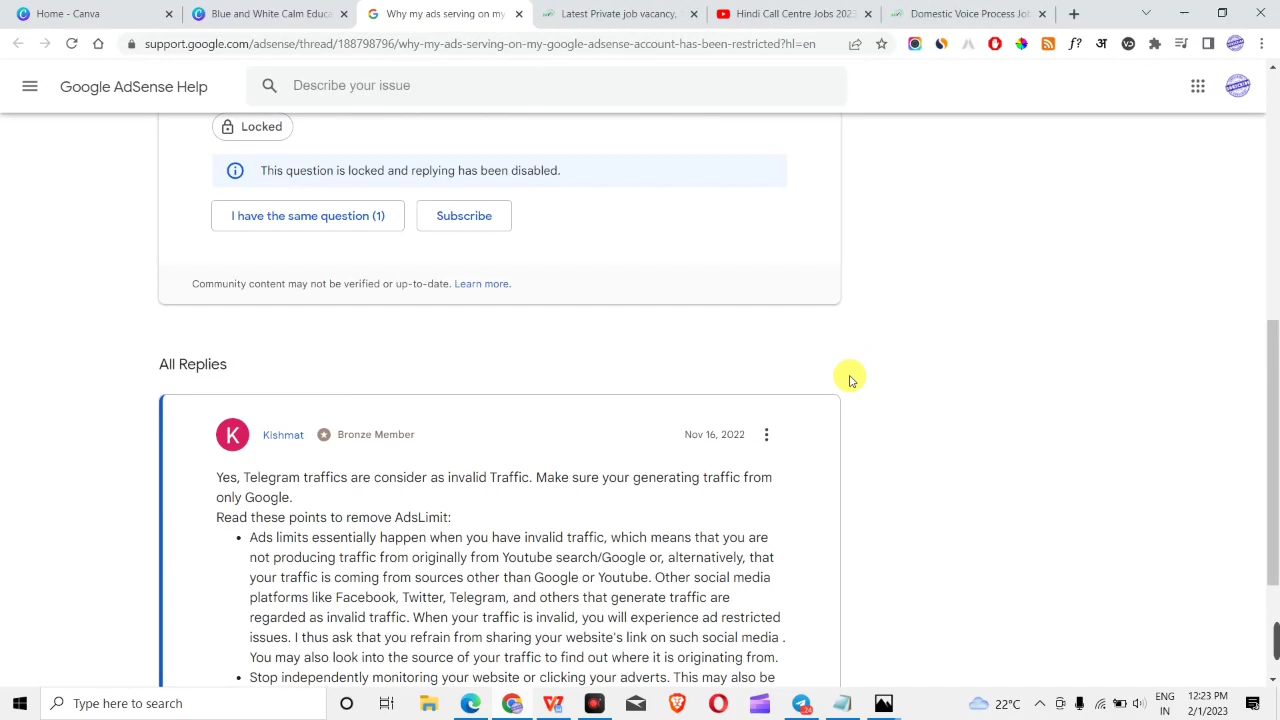 Home - Canva
Blue and White Calm Educa
Why my ads serving on my
Latest Private job vacancy,
Hindi Call Centre Jobs 2023
Domestic Voice Process Jo
support.google.com/adsense/thread/188798796/why-my-ads-serving-on-my-google-adsense-account-has-been-restricted?hl=en
Google AdSense Help
Describe your issue
Locked
This question is locked and replying has been disabled.
I have the same question (1)
Subscribe
Community content may not be verified or up-to-date. Learn more.
All Replies
K
Kishmat
Bronze Member
Nov 16, 2022
Yes, Telegram traffics are consider as invalid Traffic. Make sure your generating traffic from
only Google.
Read these points to remove AdsLimit:
• Ads limits essentially happen when you have invalid traffic, which means that you are
not producing traffic from originally from Youtube search/Google or, alternatively, that
your traffic is coming from sources other than Google or Youtube. Other social media
platforms like Facebook, Twitter, Telegram, and others that generate traffic are
regarded as invalid traffic. When your traffic is invalid, you will experience ad restricted
issues. I thus ask that you refrain from sharing your website's link on such social media .
You may also look into the source of your traffic to find out where it is originating from.
• Stop independently monitoring your website or clicking your adverts. This may also be
Type here to search
22°C
ENG
IN
12:23 PM
2/1/2023